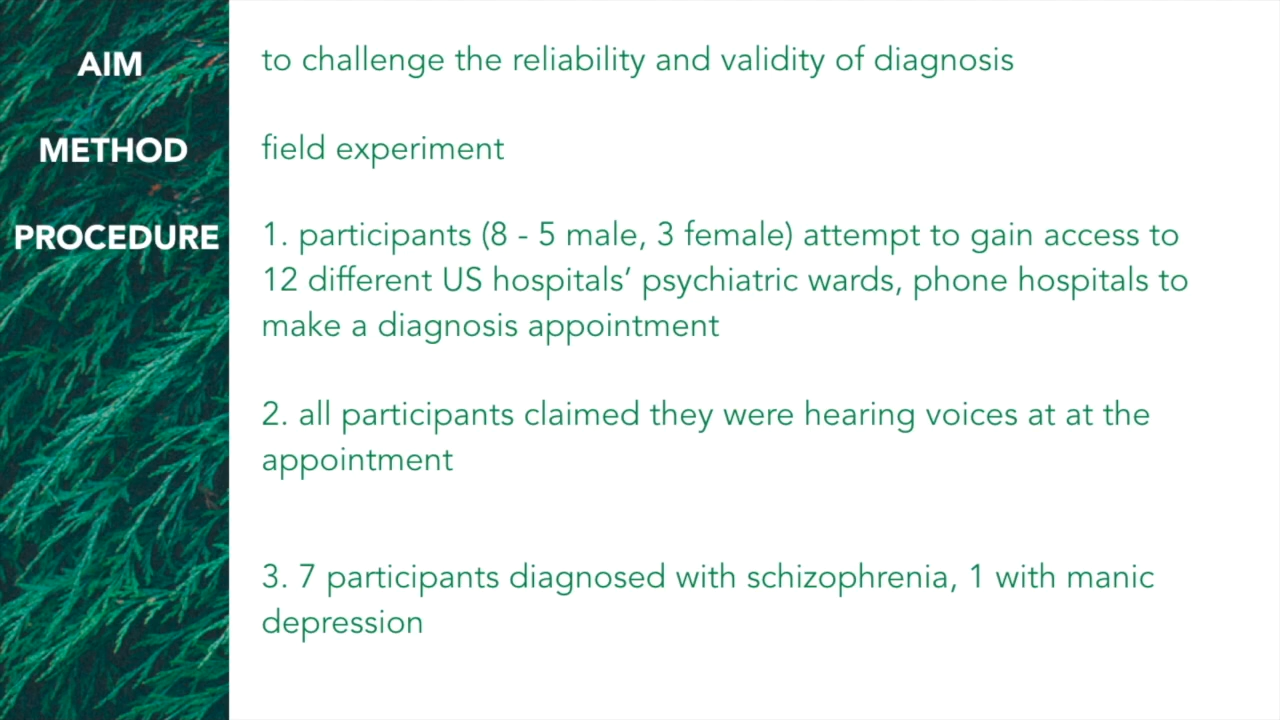 AIM
to challenge the reliability and validity of diagnosis
METHOD
field experiment
PROCEDURE
1. participants (8 - 5 male, 3 female) attempt to gain access to
12 different US hospitals’ psychiatric wards, phone hospitals to
make a diagnosis appointment
2. all participants claimed they were hearing voices at at the
appointment
3. 7 participants diagnosed with schizophrenia, 1 with manic
depression